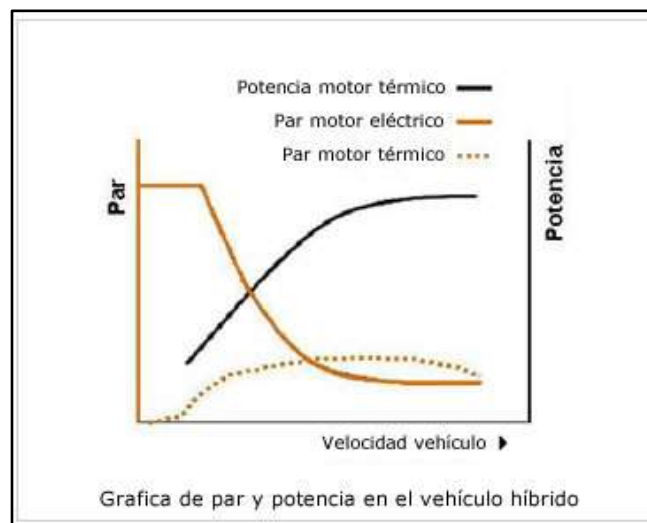 Potencia motor térmico
Par motor eléctrico
Par motor térmico
Par
Potencia
Velocidad vehículo
Grafica de par y potencia en el vehículo híbrido